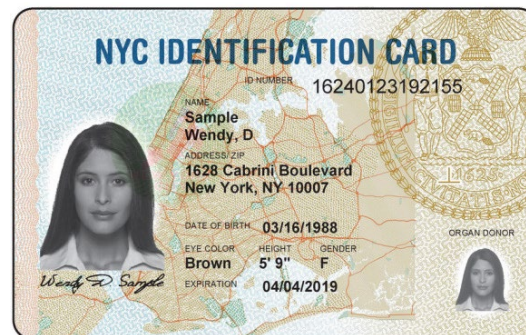 NYC IDENTIFICATION CARD
ID NUMBER 16240123192155
NAME
Sample
Wendy, D
ADDRESS/ZIP
1628 Cabrini Boulevard
New York, NY 10007
DATE OF BIRTH 03/16/1988
ORGAN DONOR
EYE COLOR HEIGHT GENDER
Brown 5' 9" F
Wendy D. Sample
EXPIRATION 04/04/2019